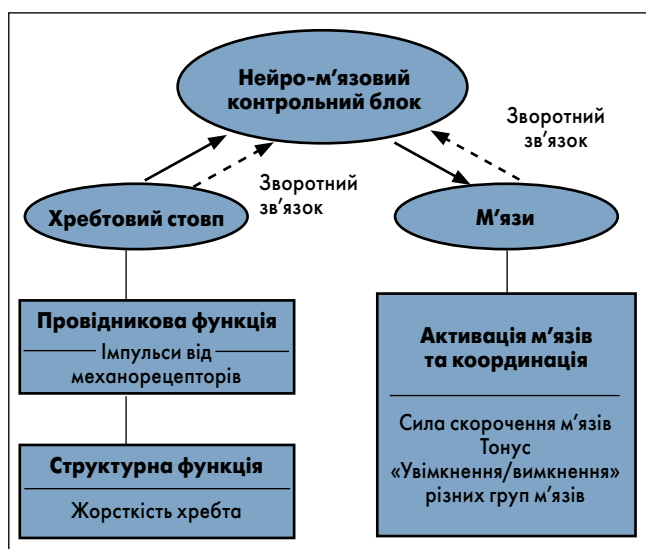 Нейро-м’язовий
контрольний блок
Зворотний
зв’язок
Зворотний
зв’язок
Хребтовий стовп
М’язи
Провідникова функція
Імпульси від
механорецепторів
Структурна функція
Жорсткість хребта
Активація м’язів
та координація
Сила скорочення м’язів
Тонус
«Увімкнення/вимкнення»
різних груп м’язів